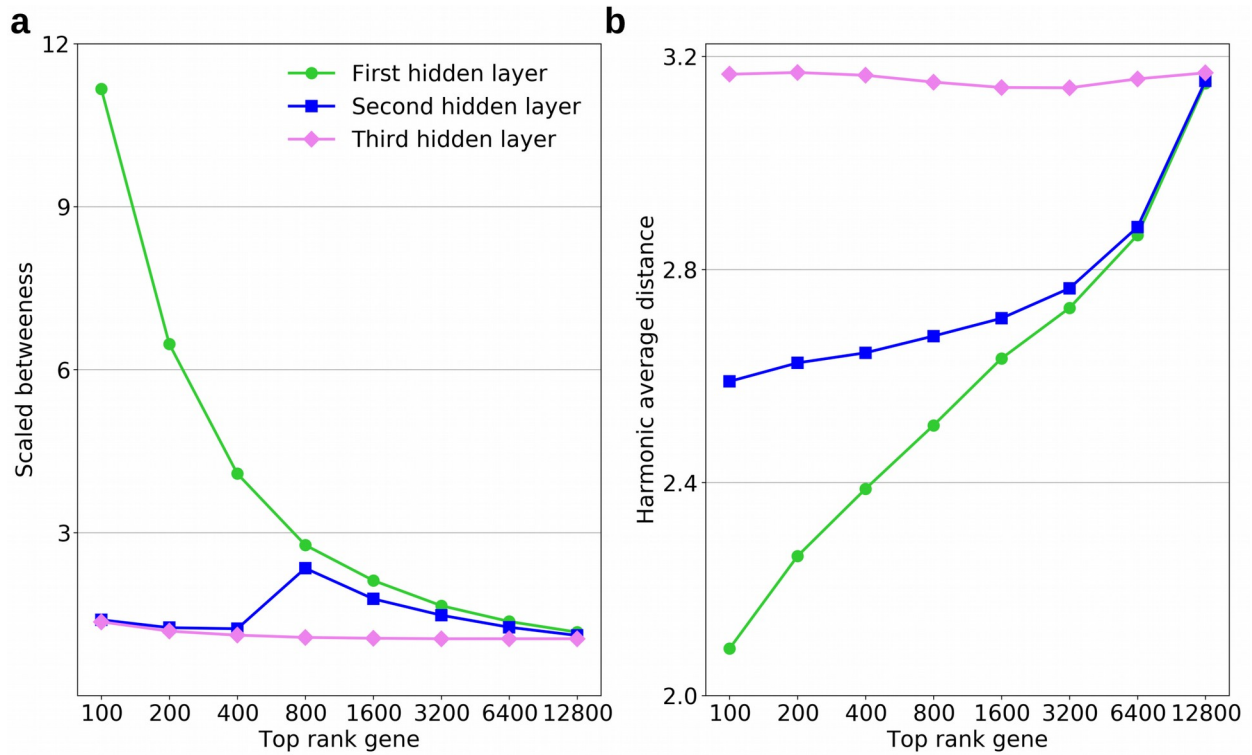 a
12
9
6
3
Scaled betweeness
First hidden layer
Second hidden layer
Third hidden layer
100 200 400 800 1600 3200 6400 12800
Top rank gene
b
3.2
2.8
2.4
2.0
Harmonic average distance
100 200 400 800 1600 3200 6400 12800
Top rank gene